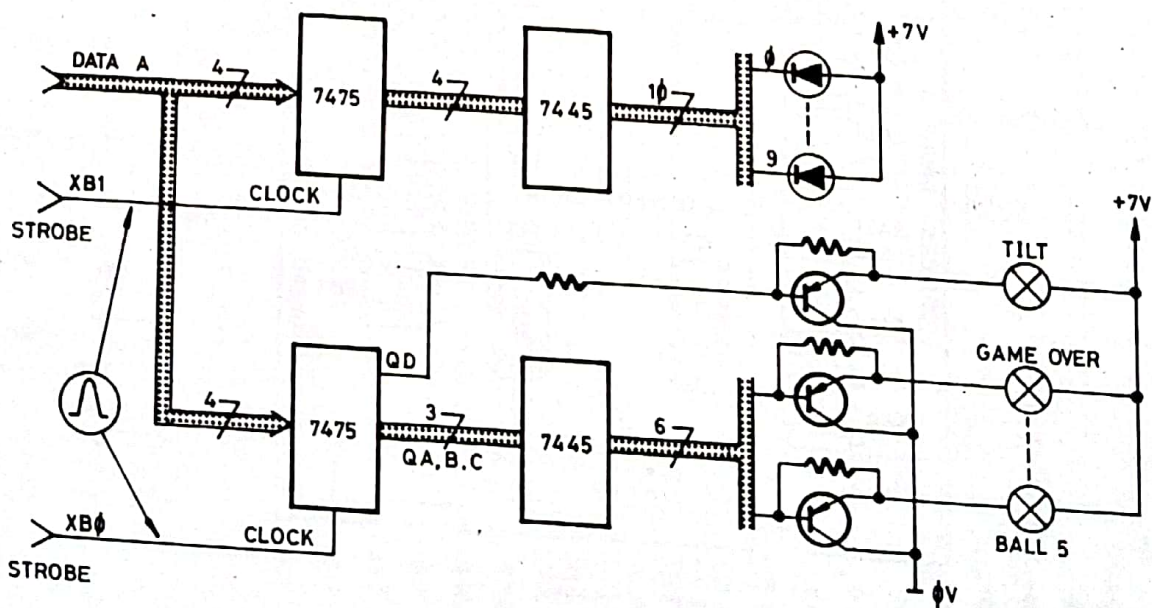 DATA A
4
7475
4
7445
1ϕ
ϕ
9
+7V
XB1
CLOCK
STROBE
+7V
TILT
QD
GAME OVER
4
7475
3
QA,B.C
7445
6
XBϕ
CLOCK
STROBE
BALL 5
ϕV